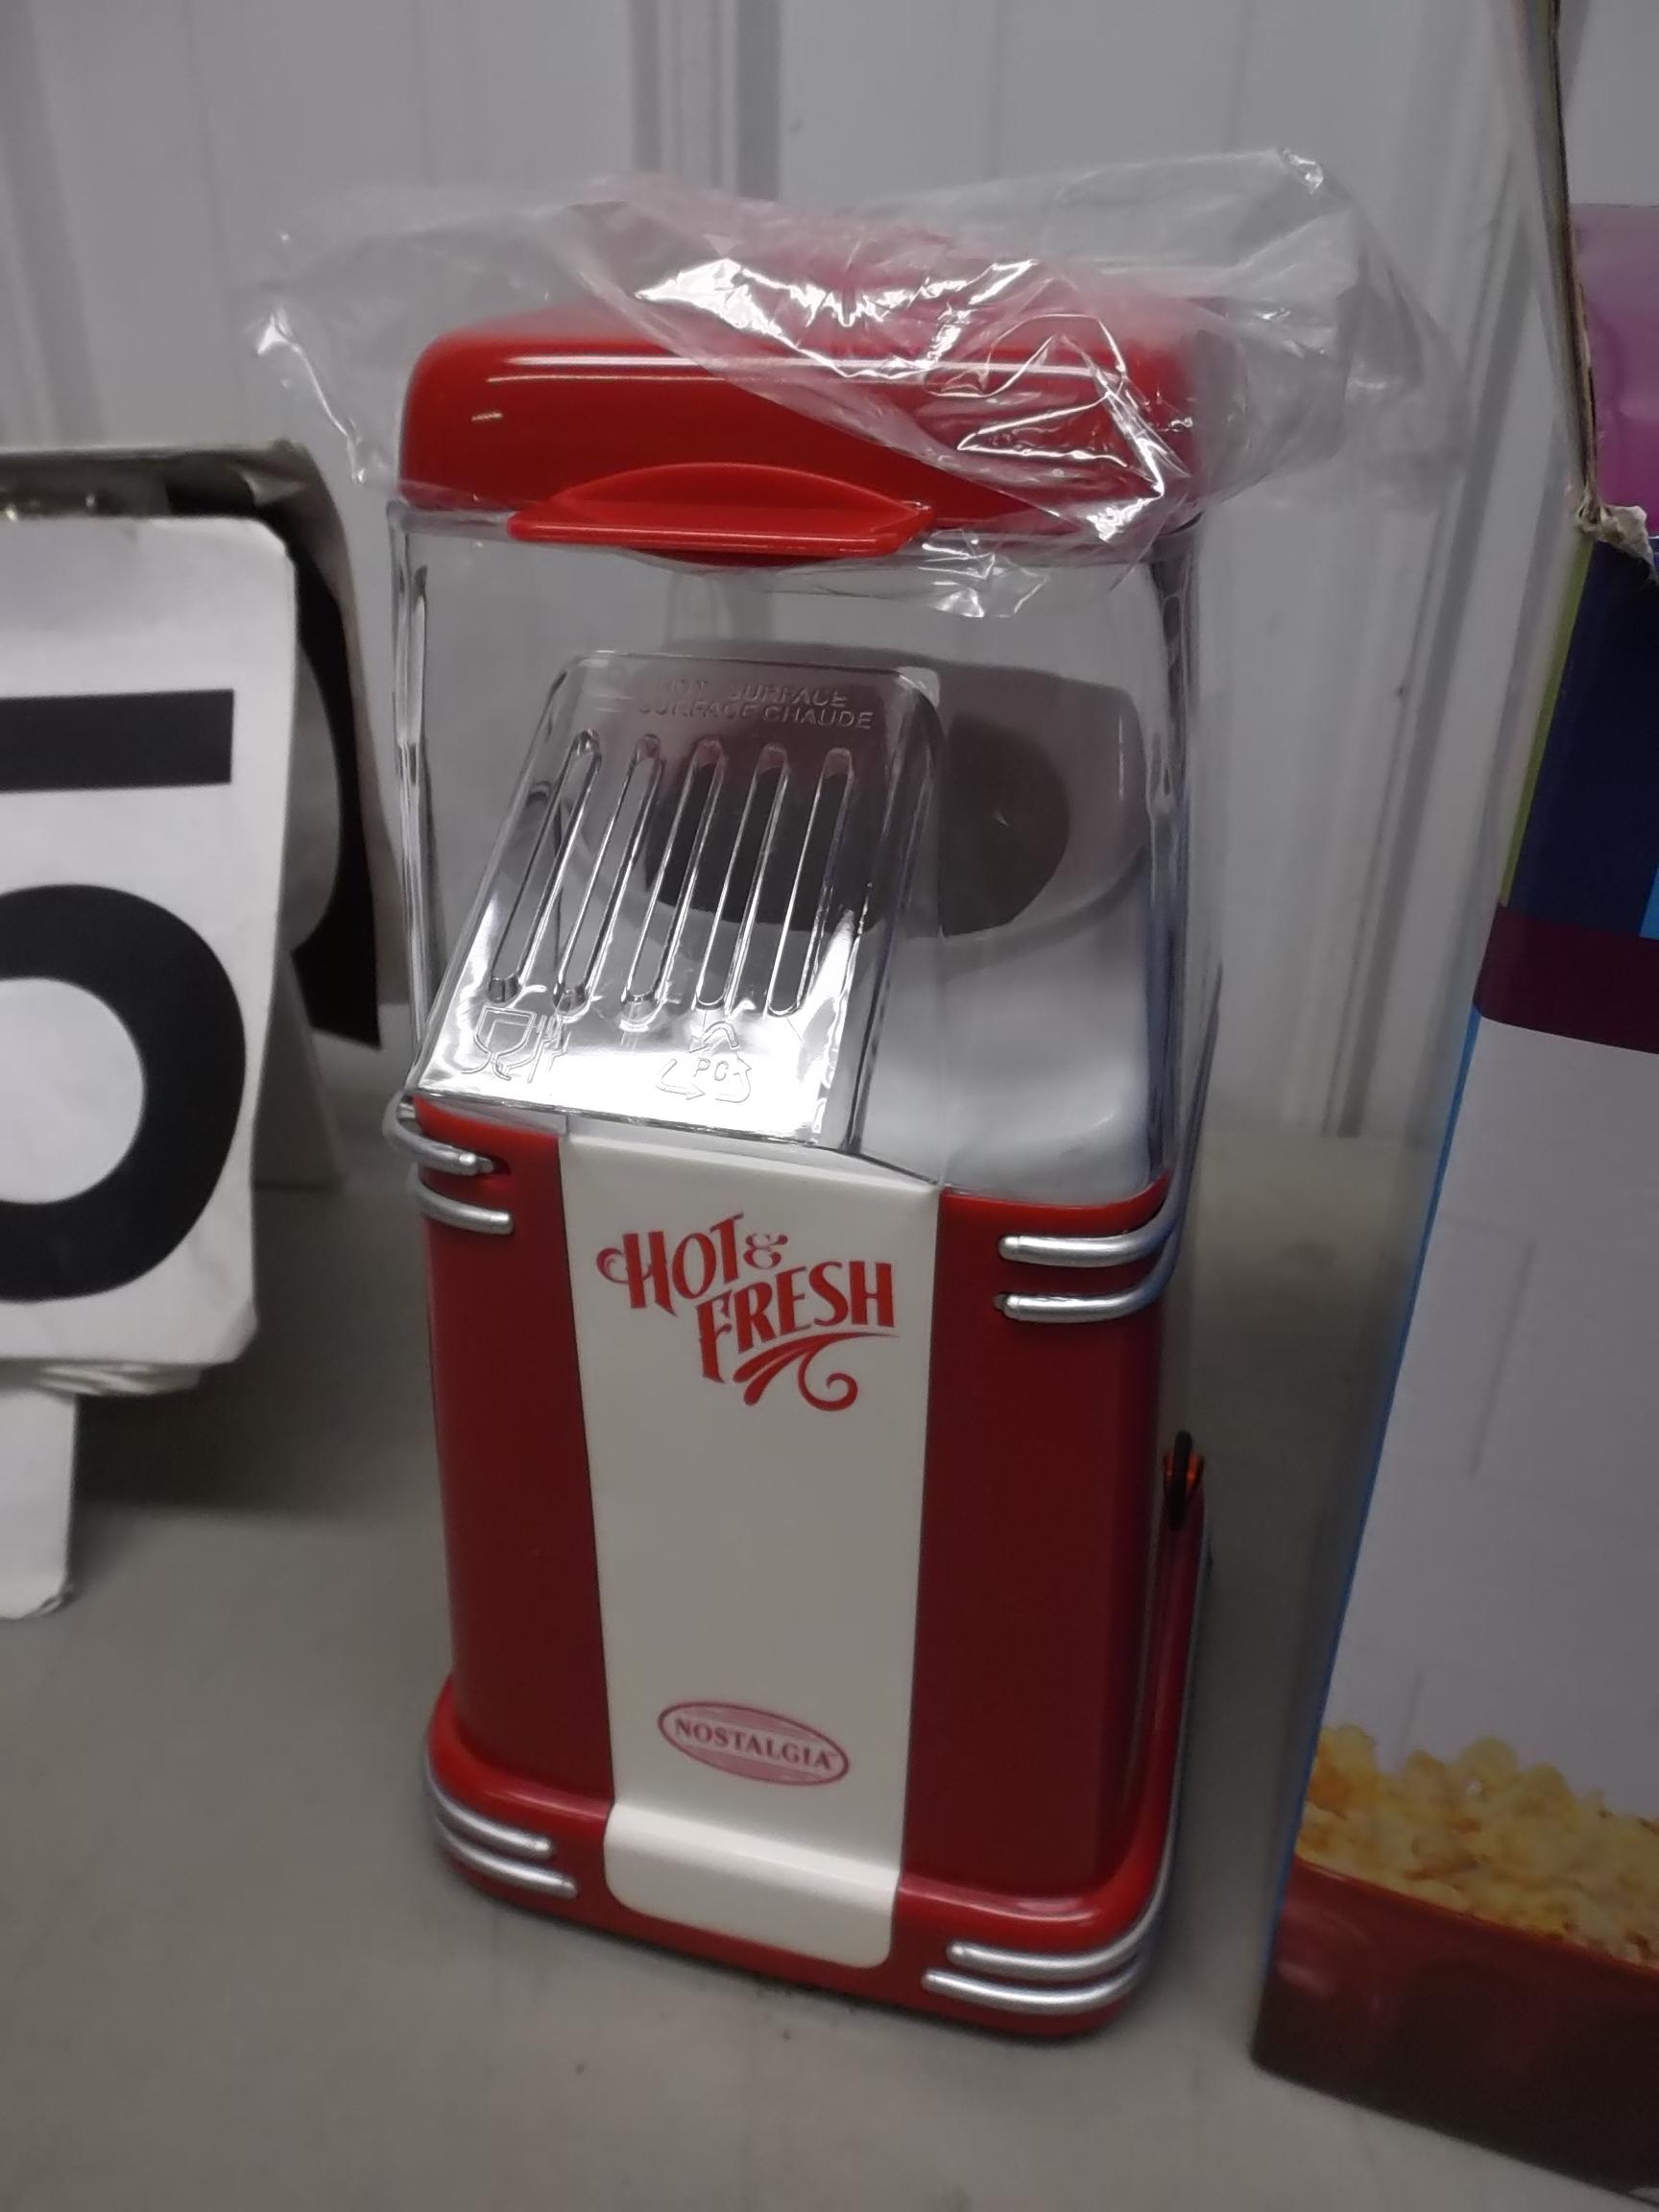 HOT SURFACE
SURFACE CHAUDE
PC
HOT &
FRESH
NOSTALGIA